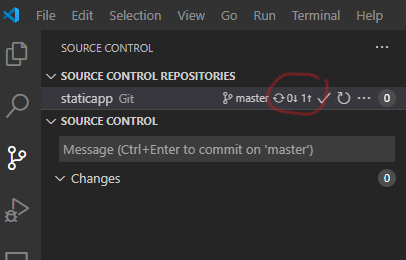 File Edit Selection View Go Run Terminal Help
SOURCE CONTROL
SOURCE CONTROL REPOSITORIES
staticapp Git master 0↓ 1↑ 0
SOURCE CONTROL
Message (Ctrl+Enter to commit on 'master')
Changes 0